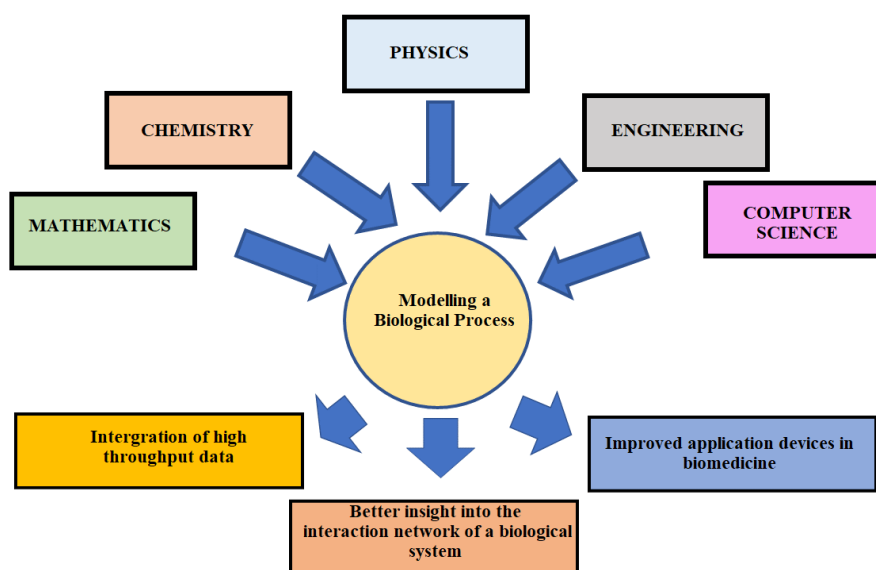 PHYSICS
CHEMISTRY
ENGINEERING
MATHEMATICS
COMPUTER
SCIENCE
Modelling a
Biological Process
Intergration of high
throughput data
Improved application devices in
biomedicine
Better insight into the
interaction network of a biological
system